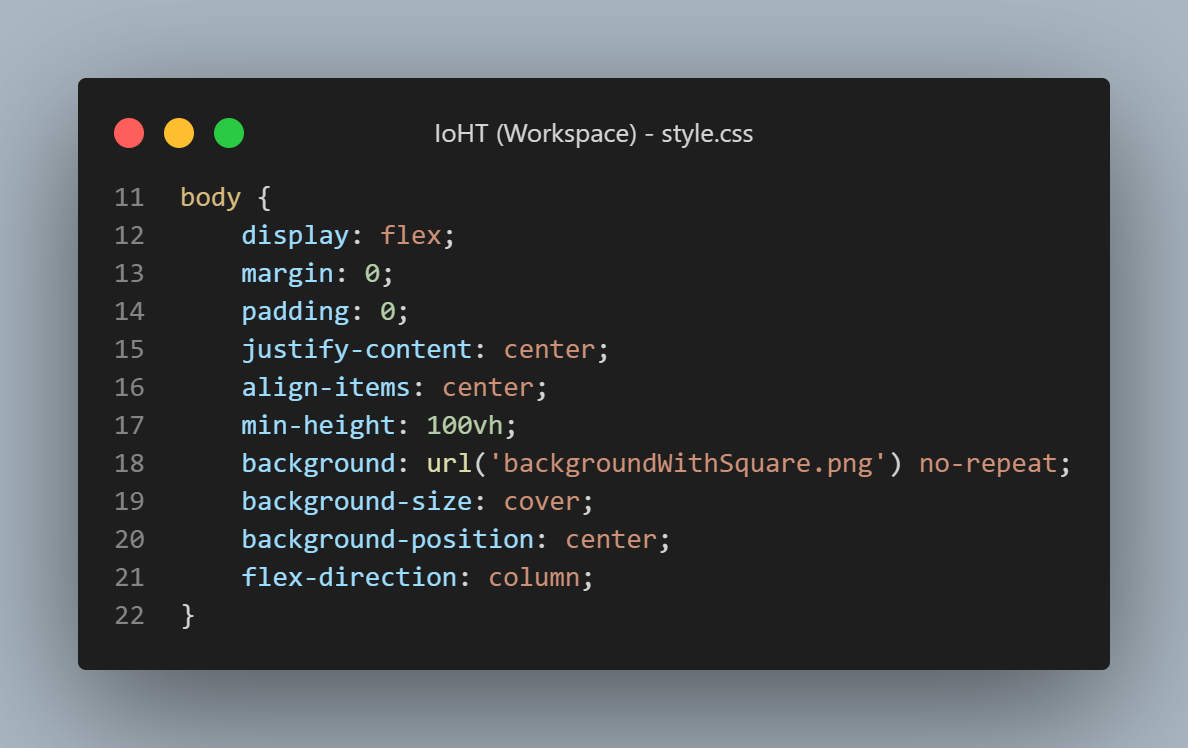 IoHT (Workspace) - style.css
11 body {
12     display: flex;
13     margin: 0;
14     padding: 0;
15     justify-content: center;
16     align-items: center;
17     min-height: 100vh;
18     background: url('backgroundWithSquare.png') no-repeat;
19     background-size: cover;
20     background-position: center;
21     flex-direction: column;
22 }